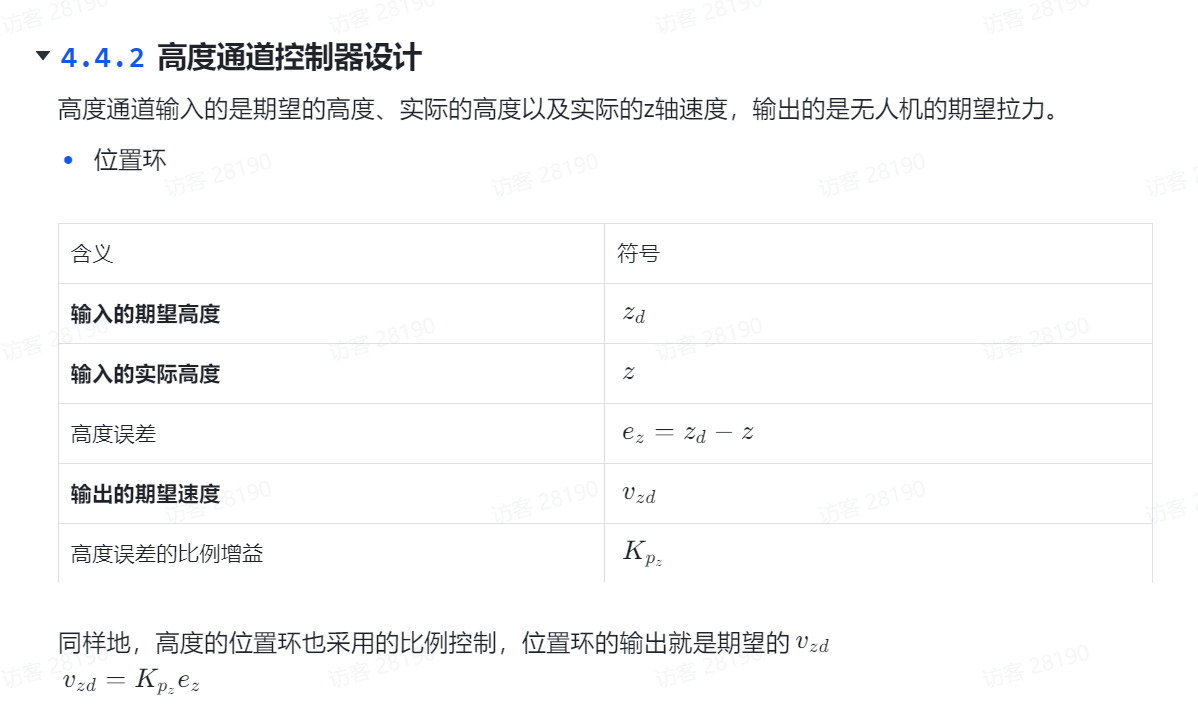 4.4.2 高度通道控制器设计
高度通道输入的是期望的高度、实际的高度以及实际的z轴速度，输出的是无人机的期望拉力。
• 位置环
含义 符号
输入的期望高度 z_d
输入的实际高度 z
高度误差 e_z = z_d − z
输出的期望速度 v_{zd}
高度误差的比例增益 K_{p_z}
同样地，高度的位置环也采用的比例控制，位置环的输出就是期望的 v_{zd}
v_{zd} = K_{p_z} e_z
访客 28190